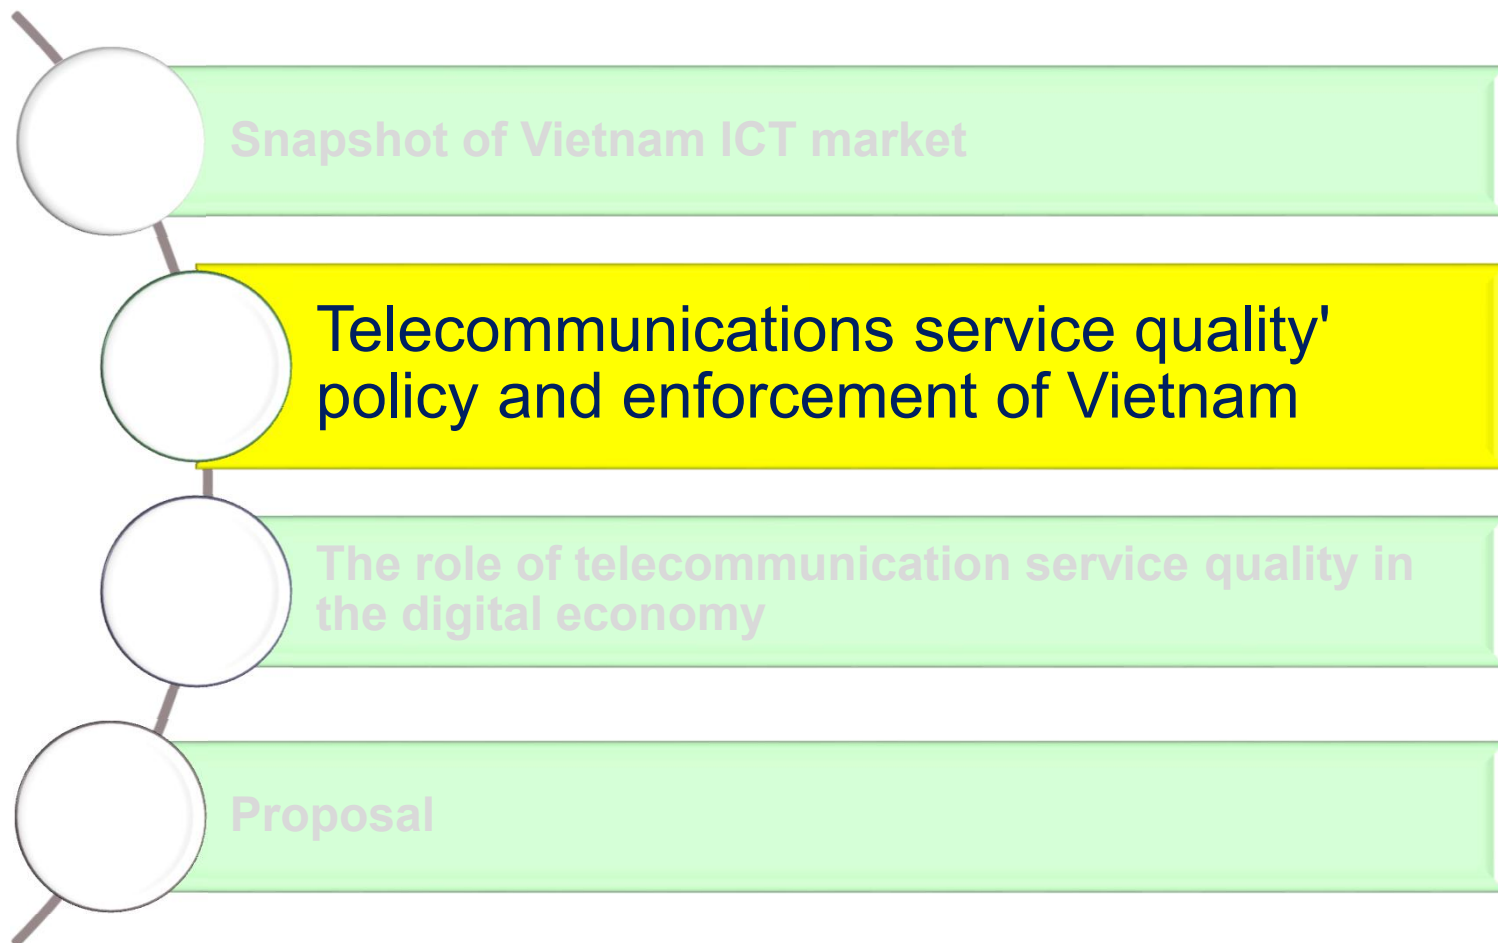 Snapshot of Vietnam ICT market
Telecommunications service quality'
policy and enforcement of Vietnam
The role of telecommunication service quality in
the digital economy
Proposal